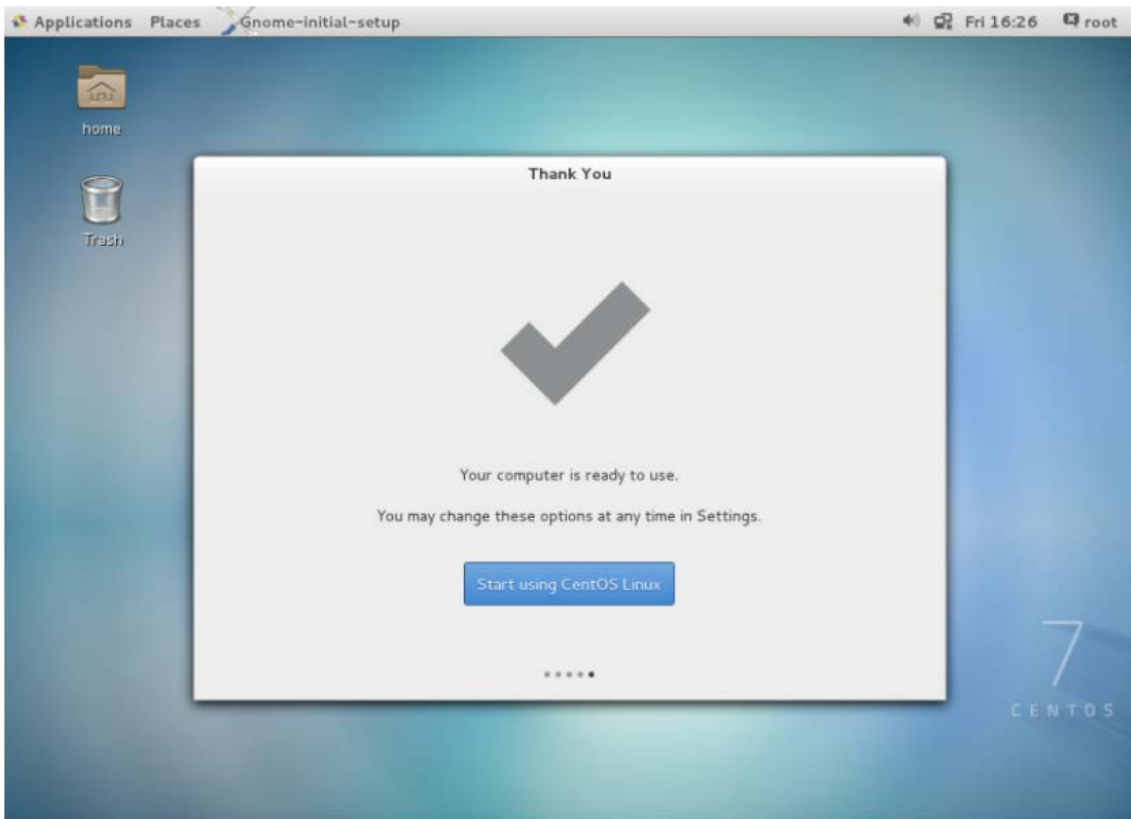 Applications Places Gnome-initial-setup Fri 16:26 root
home
Trash
Thank You
Your computer is ready to use.
You may change these options at any time in Settings.
Start using CentOS Linux
7
CENTOS